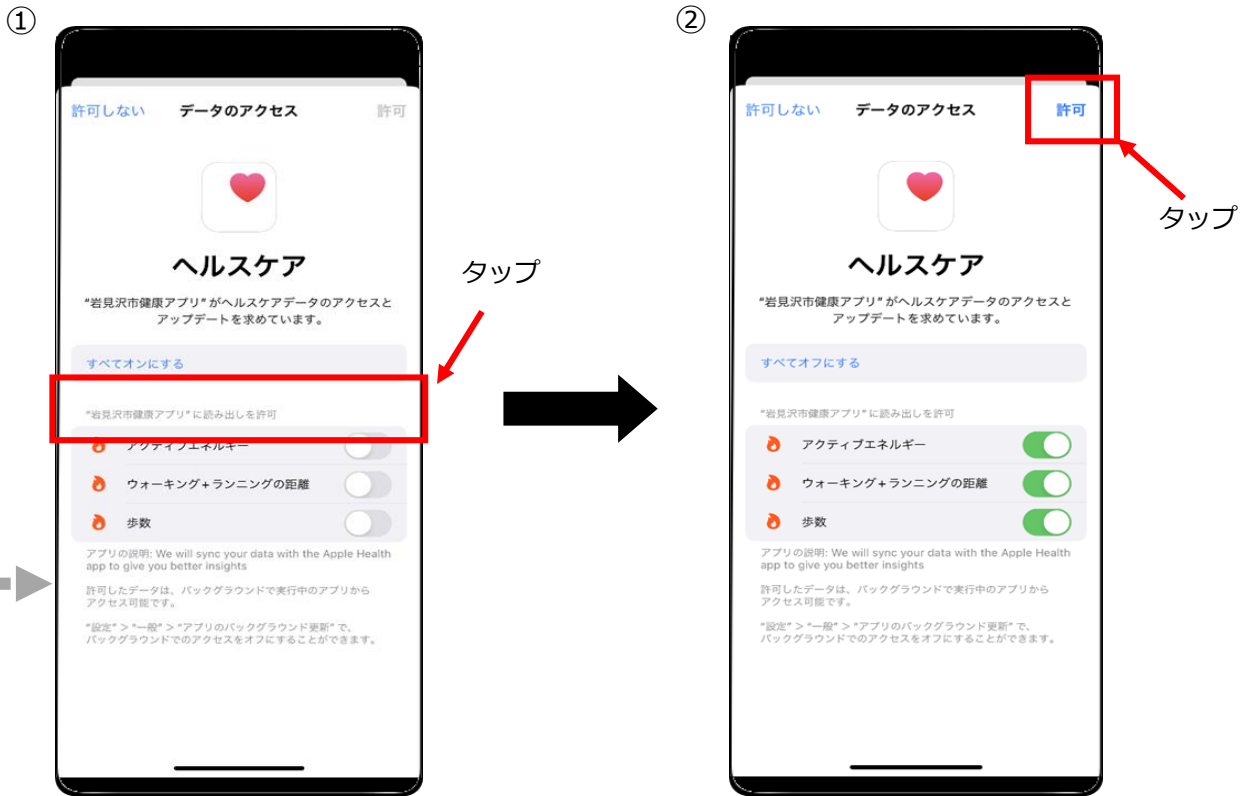 ①
許可しない データのアクセス 許可
ヘルスケア
"岩見沢市健康アプリ"がヘルスケアデータのアクセスと
アップデートを求めています。
すべてオンにする
"岩見沢市健康アプリ"に読み出しを許可
アクティブエネルギー
ウォーキング+ランニングの距離
歩数
アプリの説明: We will sync your data with the Apple Health
app to give you better insights
許可したデータは、バックグラウンドで実行中のアプリから
アクセス可能です。
"設定" > "一般" > "アプリのバックグラウンド更新" で、
バックグラウンドでのアクセスをオフにすることができます。
タップ
②
許可しない データのアクセス 許可
ヘルスケア
"岩見沢市健康アプリ"がヘルスケアデータのアクセスと
アップデートを求めています。
すべてオフにする
"岩見沢市健康アプリ"に読み出しを許可
アクティブエネルギー
ウォーキング+ランニングの距離
歩数
アプリの説明: We will sync your data with the Apple Health
app to give you better insights
許可したデータは、バックグラウンドで実行中のアプリから
アクセス可能です。
"設定" > "一般" > "アプリのバックグラウンド更新" で、
バックグラウンドでのアクセスをオフにすることができます。
タップ